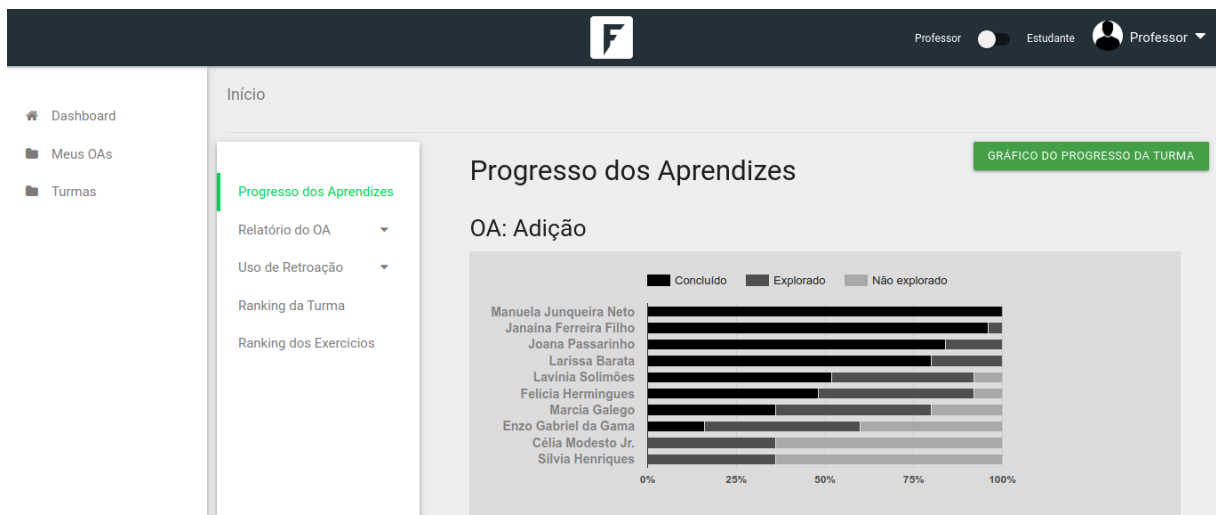 F
Professor
Estudante
Professor
Dashboard
Meus OAs
Turmas
Início
Progresso dos Aprendizes
Relatório do OA
Uso de Retroação
Ranking da Turma
Ranking dos Exercicios
Progresso dos Aprendizes
GRÁFICO DO PROGRESSO DA TURMA
OA: Adição
Concluído Explorado Não explorado
Manuela Junqueira Neto
Janaína Ferreira Filho
Joana Passarinho
Larissa Barata
Lavínia Solimões
Felícia Hermingues
Marcia Galego
Enzo Gabriel da Gama
Célia Modesto Jr.
Sílvia Henriques
0% 25% 50% 75% 100%